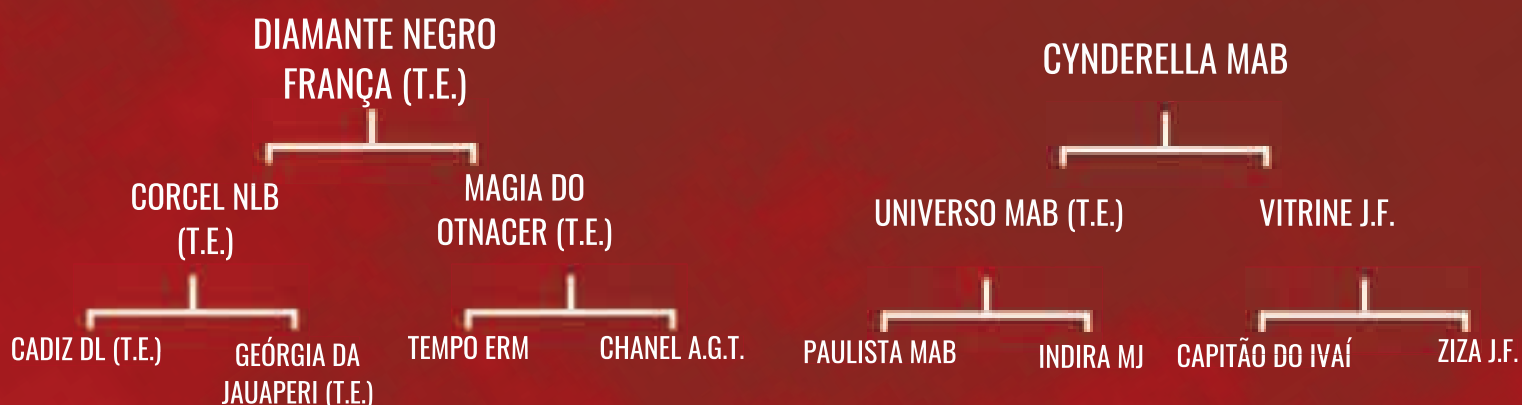 DIAMANTE NEGRO
FRANÇA (T.E.)
CYNDERELLA MAB
CORCEL NLB
(T.E.)
MAGIA DO
OTNACER (T.E.)
UNIVERSO MAB (T.E.)
VITRINE J.F.
CADIZ DL (T.E.)
GEÓRGIA DA
JAUAPERI (T.E.)
TEMPO ERM
CHANEL A.G.T.
PAULISTA MAB
INDIRA MJ
CAPITÃO DO IVAÍ
ZIZA J.F.